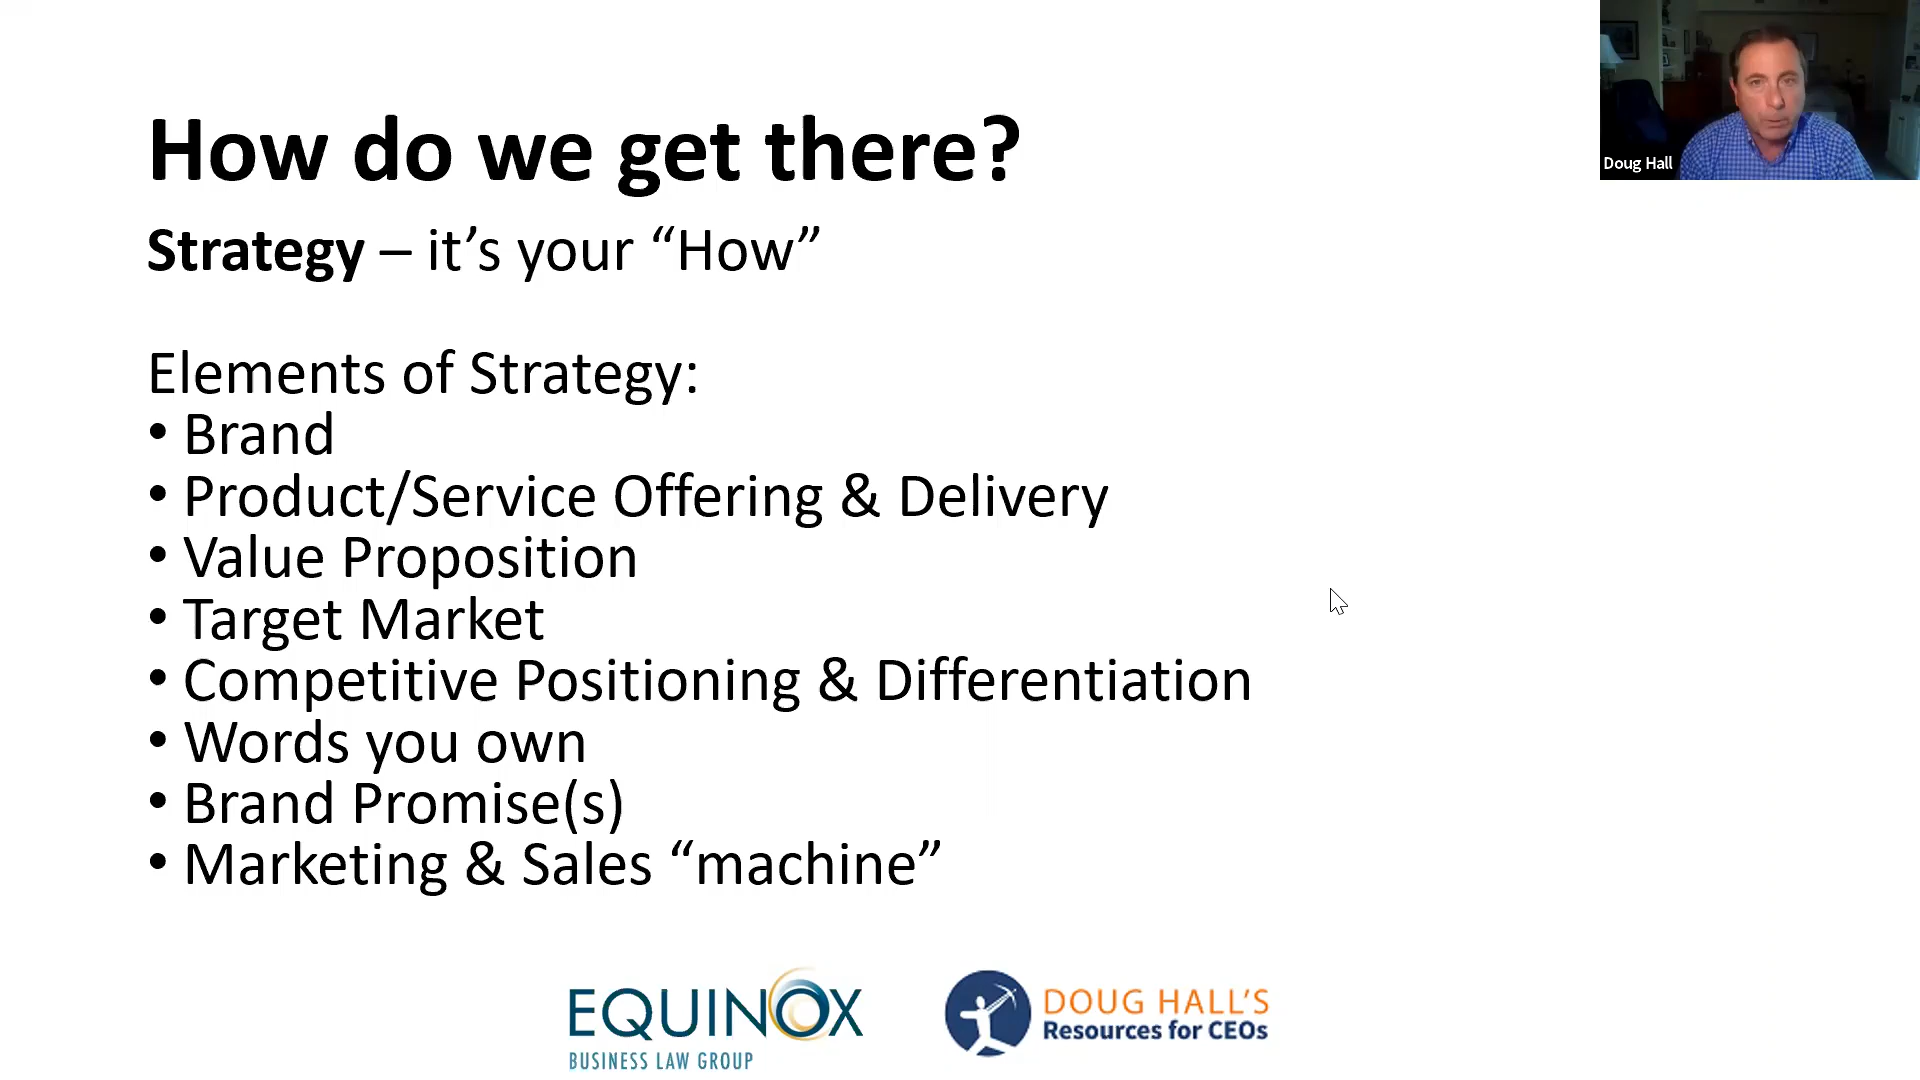 How do we get there?
Strategy – it’s your “How”
Elements of Strategy:
• Brand
• Product/Service Offering & Delivery
• Value Proposition
• Target Market
• Competitive Positioning & Differentiation
• Words you own
• Brand Promise(s)
• Marketing & Sales “machine”
Doug Hall
EQUINOX
BUSINESS LAW GROUP
DOUG HALL’S
Resources for CEOs